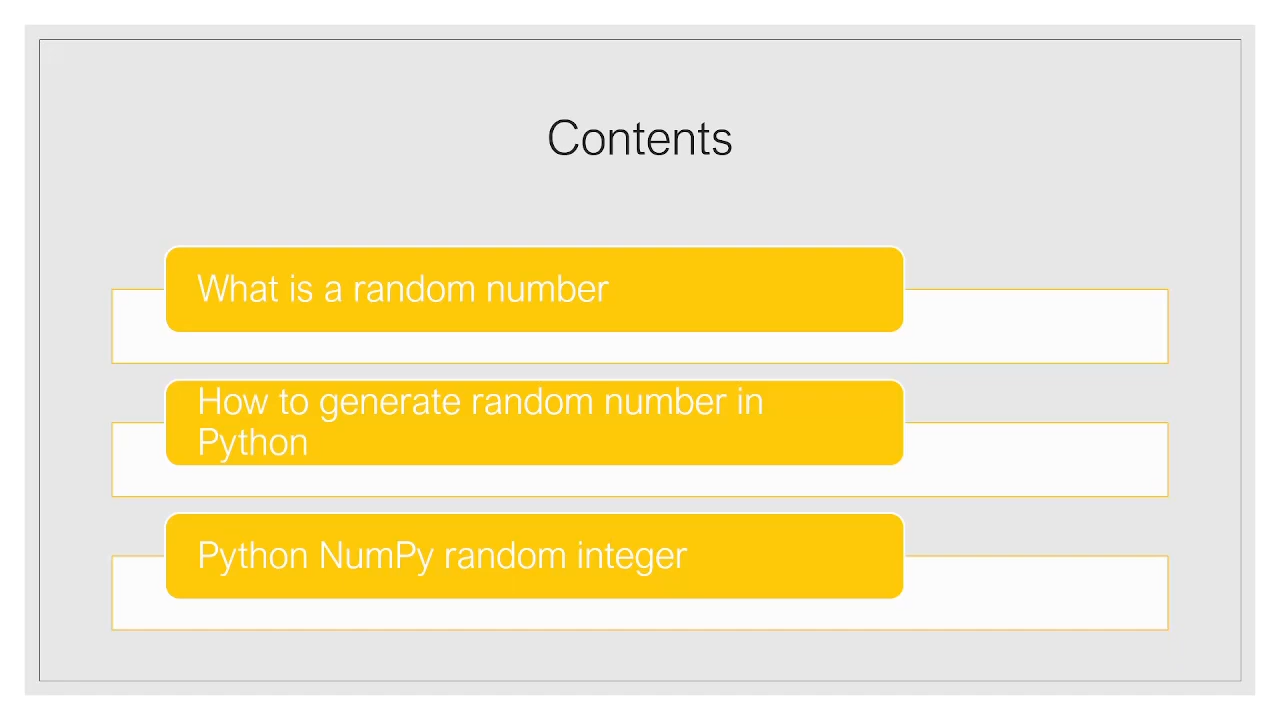 Contents
What is a random number
How to generate random number in
Python
Python NumPy random integer